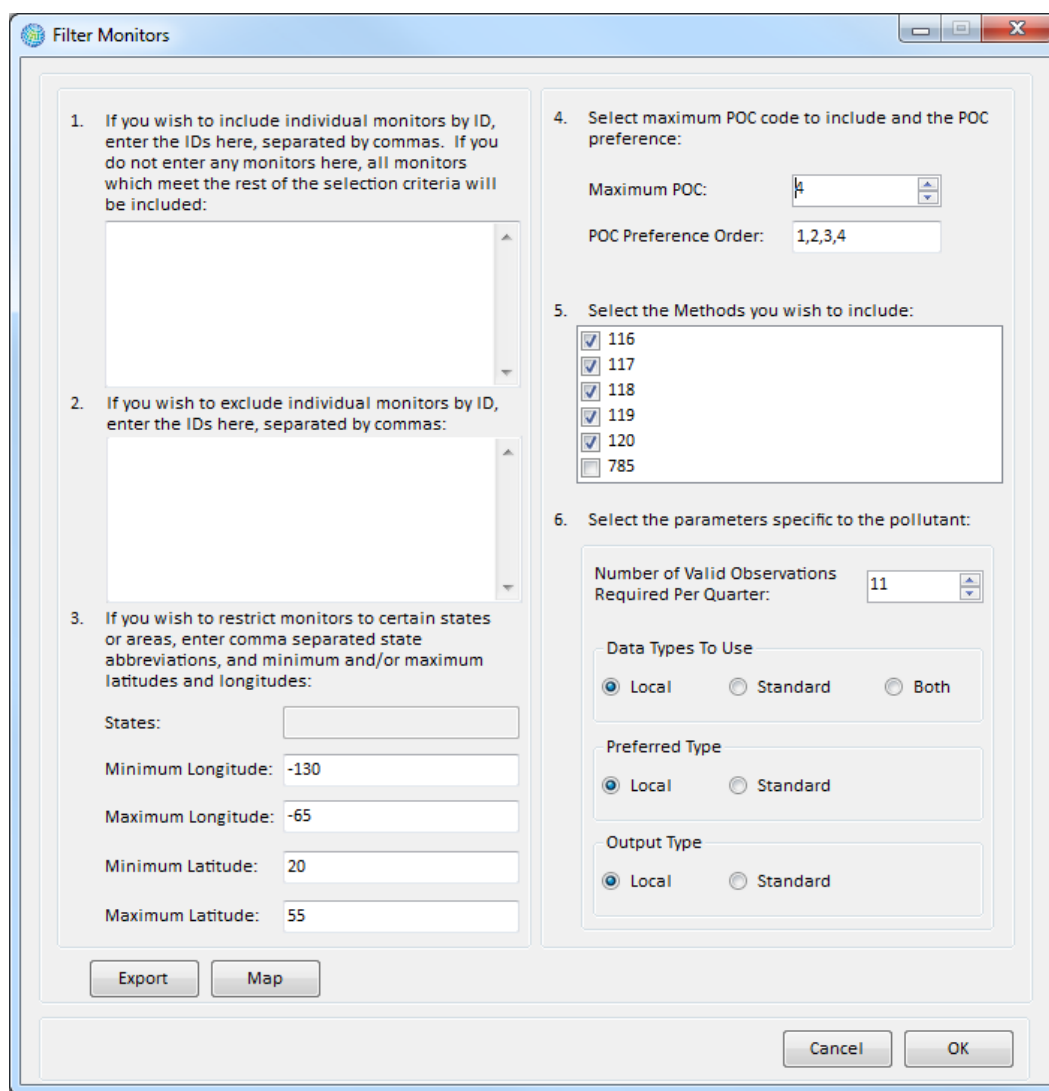 Filter Monitors
1. If you wish to include individual monitors by ID,
enter the IDs here, separated by commas. If you
do not enter any monitors here, all monitors
which meet the rest of the selection criteria will
be included:
2. If you wish to exclude individual monitors by ID,
enter the IDs here, separated by commas:
3. If you wish to restrict monitors to certain states
or areas, enter comma separated state
abbreviations, and minimum and/or maximum
latitudes and longitudes:
States:
Minimum Longitude: -130
Maximum Longitude: -65
Minimum Latitude: 20
Maximum Latitude: 55
4. Select maximum POC code to include and the POC
preference:
Maximum POC: 4
POC Preference Order: 1,2,3,4
5. Select the Methods you wish to include:
116
117
118
119
120
785
6. Select the parameters specific to the pollutant:
Number of Valid Observations
Required Per Quarter: 11
Data Types To Use
Local Standard Both
Preferred Type
Local Standard
Output Type
Local Standard
Export Map
Cancel OK